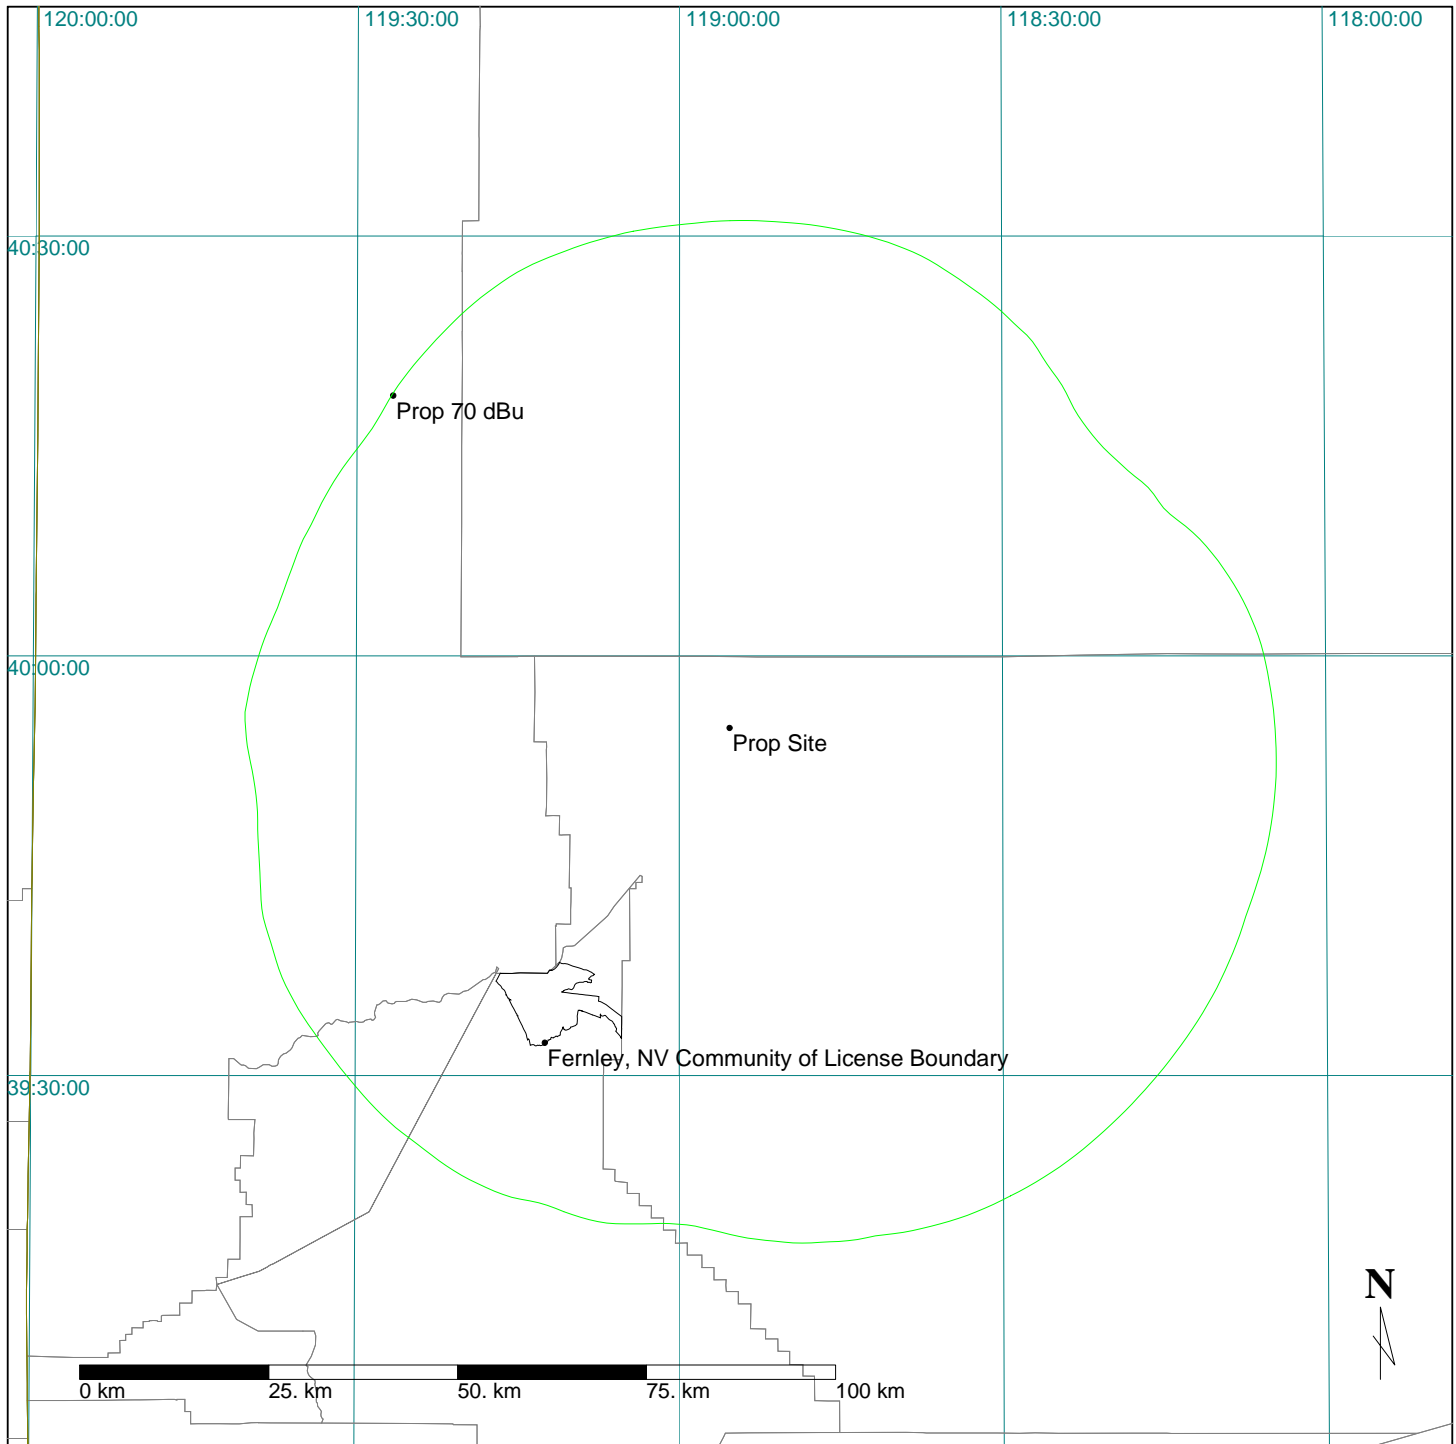 120:00:00
119:30:00
119:00:00
118:30:00
118:00:00
40:30:00
Prop 70 dBu
40:00:00
Prop Site
Fernley, NV Community of License Boundary
39:30:00
N
0 km
25. km
50. km
75. km
100 km